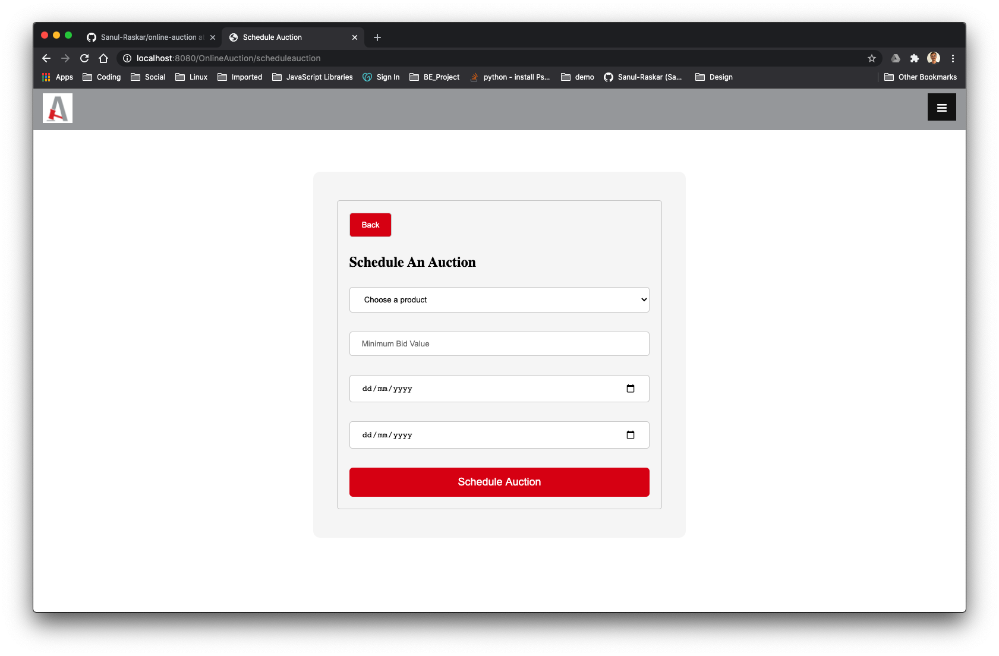 Sanul-Raskar/online-auction at
Schedule Auction
localhost:8080/OnlineAuction/scheduleauction
Apps Coding Social Linux Imported JavaScript Libraries Sign In BE_Project python - install Ps... demo Sanul-Raskar (Sa... Design Other Bookmarks
A
Back
Schedule An Auction
Choose a product
Minimum Bid Value
dd/mm/yyyy
dd/mm/yyyy
Schedule Auction